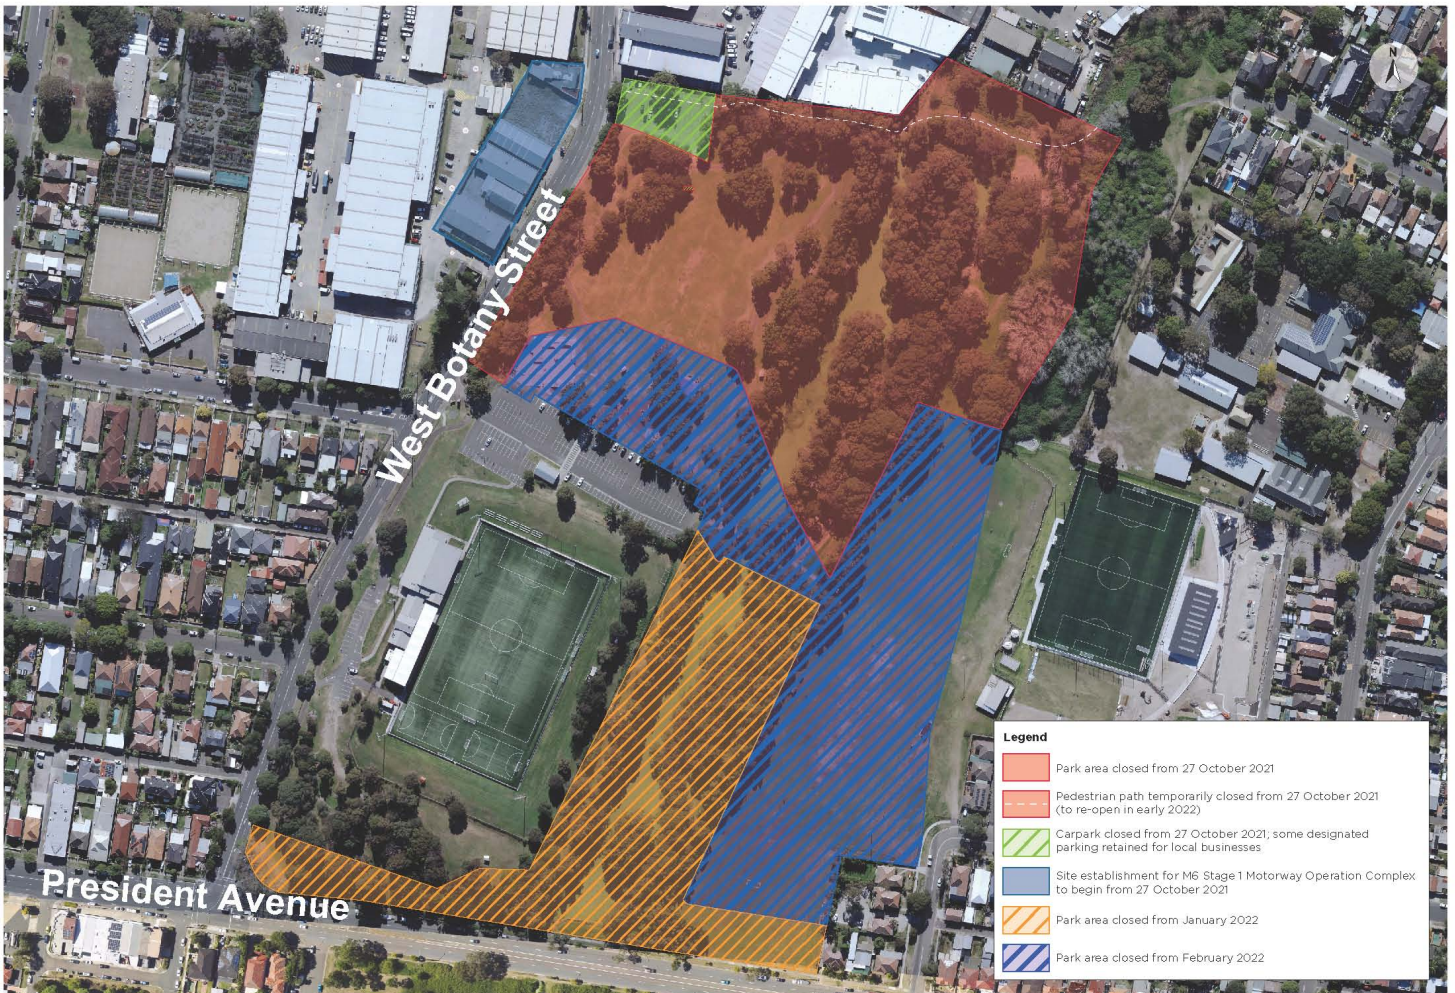 N
West Botany Street
President Avenue
Legend
Park area closed from 27 October 2021
Pedestrian path temporarily closed from 27 October 2021
(to re-open in early 2022)
Carpark closed from 27 October 2021; some designated
parking retained for local businesses
Site establishment for M6 Stage 1 Motorway Operation Complex
to begin from 27 October 2021
Park area closed from January 2022
Park area closed from February 2022